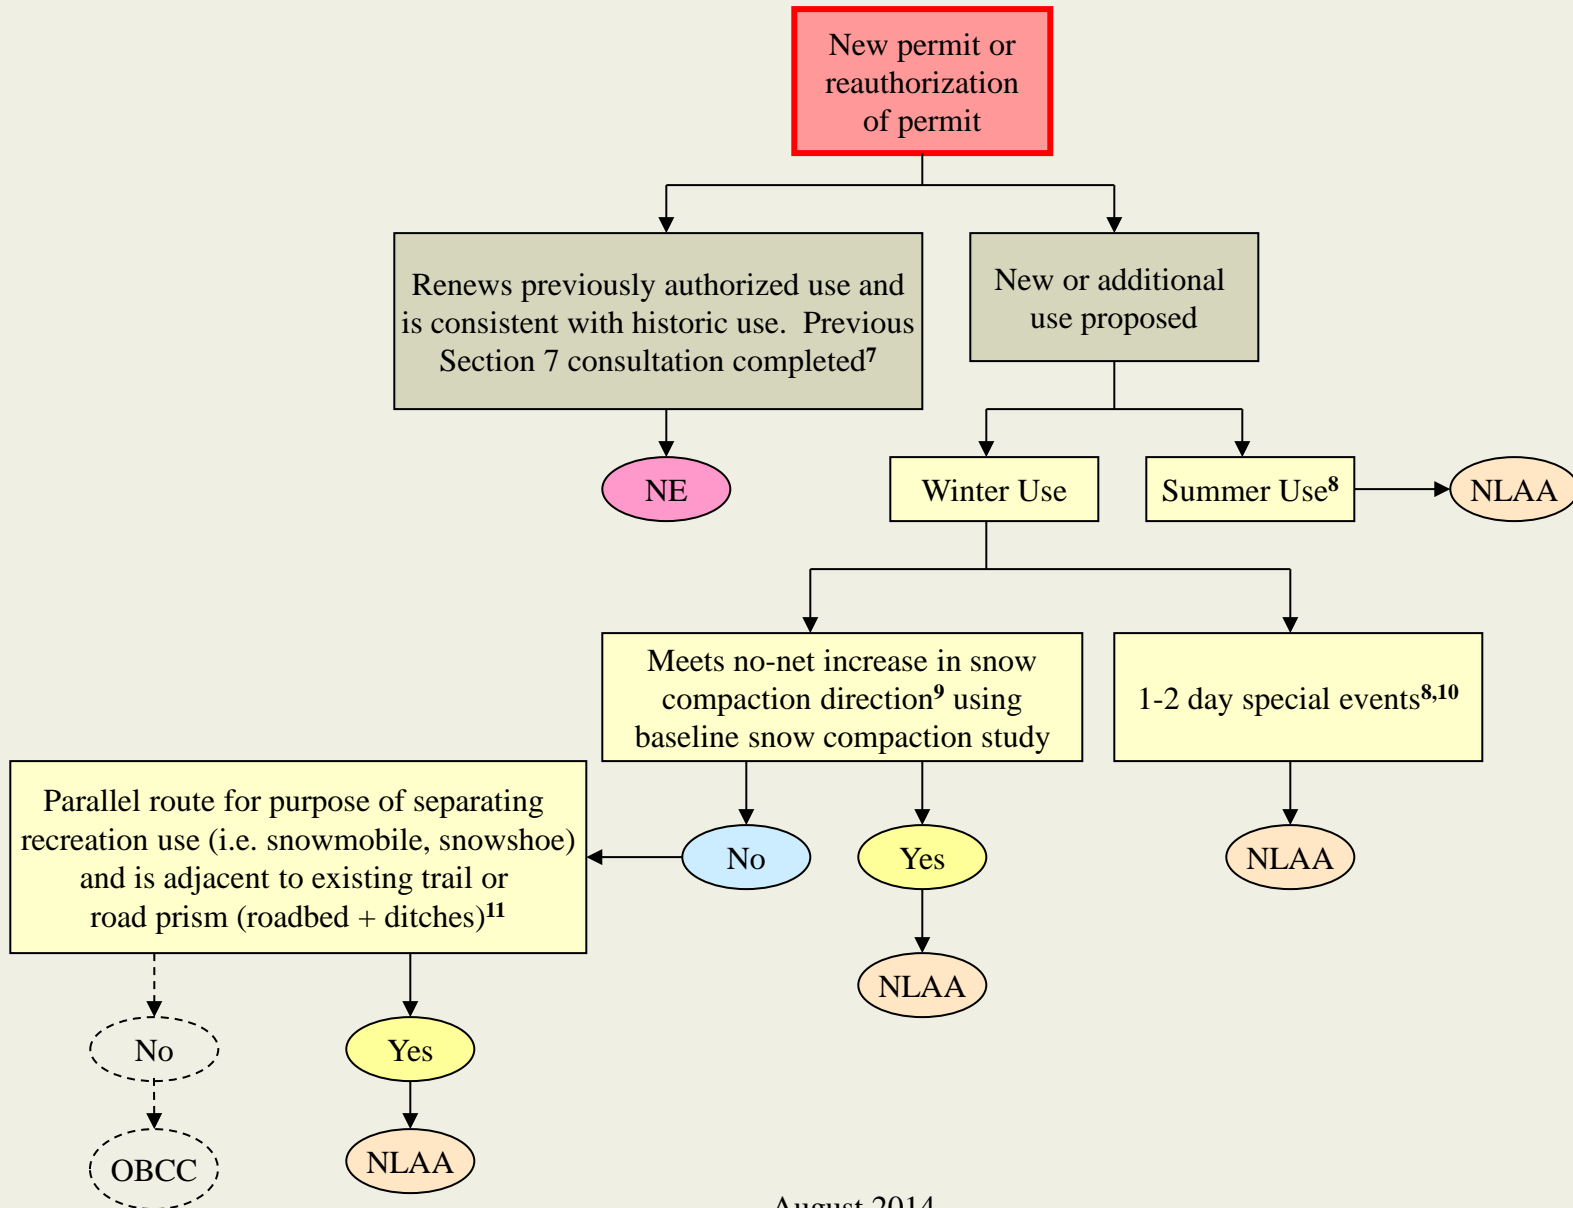 New permit or
reauthorization
of permit
Renews previously authorized use and
is consistent with historic use.  Previous
Section 7 consultation completed7
New or additional
use proposed
NE
Winter Use
Summer Use8
NLAA
Meets no-net increase in snow
compaction direction9 using
baseline snow compaction study
1-2 day special events8,10
Parallel route for purpose of separating
recreation use (i.e. snowmobile, snowshoe)
and is adjacent to existing trail or
road prism (roadbed + ditches)11
No
Yes
NLAA
NLAA
No
Yes
OBCC
NLAA
August 2014